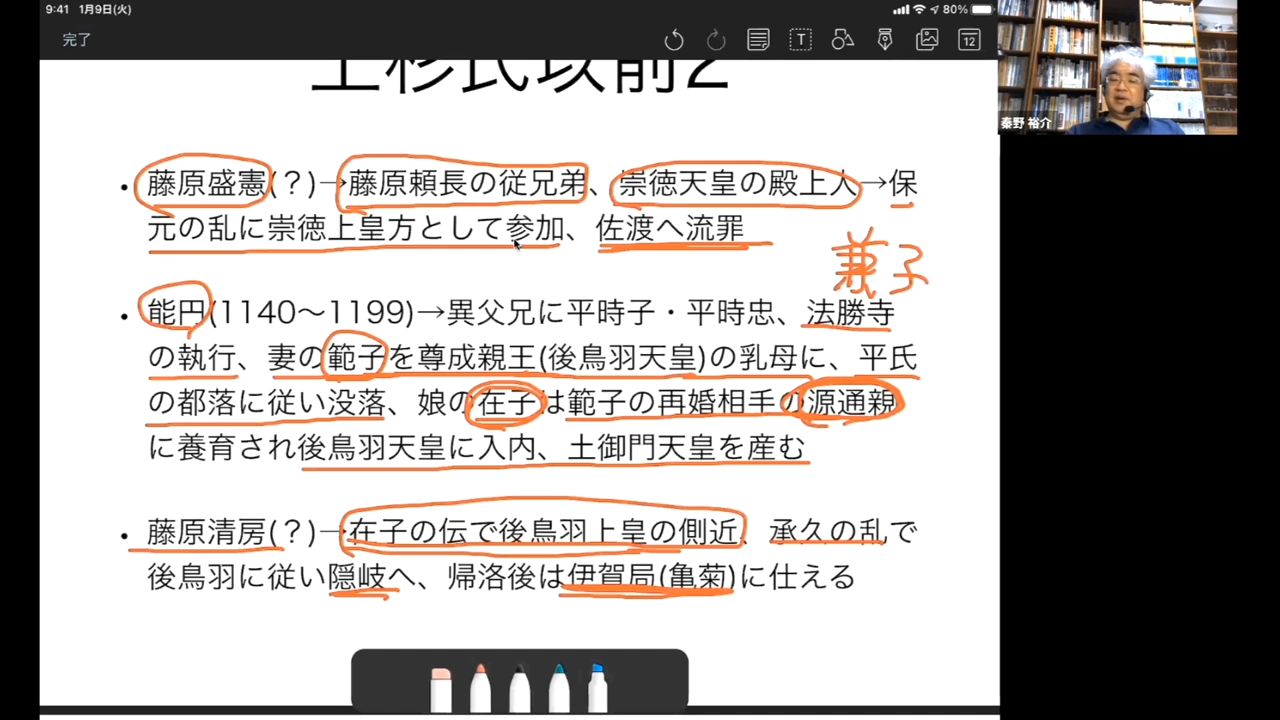 9:41 1月9日(火)
80%
完了
T
12
上杉氏以前2
秦野 裕介
• 藤原盛憲(？)→藤原頼長の従兄弟、崇徳天皇の殿上人→保
元の乱に崇徳上皇方として参加、佐渡へ流罪
兼子
• 能円(1140〜1199)→異父兄に平時子・平時忠、法勝寺
の執行、妻の範子を尊成親王(後鳥羽天皇)の乳母に、平氏
の都落に従い没落、娘の在子は範子の再婚相手の源通親
に養育され後鳥羽天皇に入内、土御門天皇を産む
• 藤原清房(？)→在子の伝で後鳥羽上皇の側近、承久の乱で
後鳥羽に従い隠岐へ、帰洛後は伊賀局(亀菊)に仕える